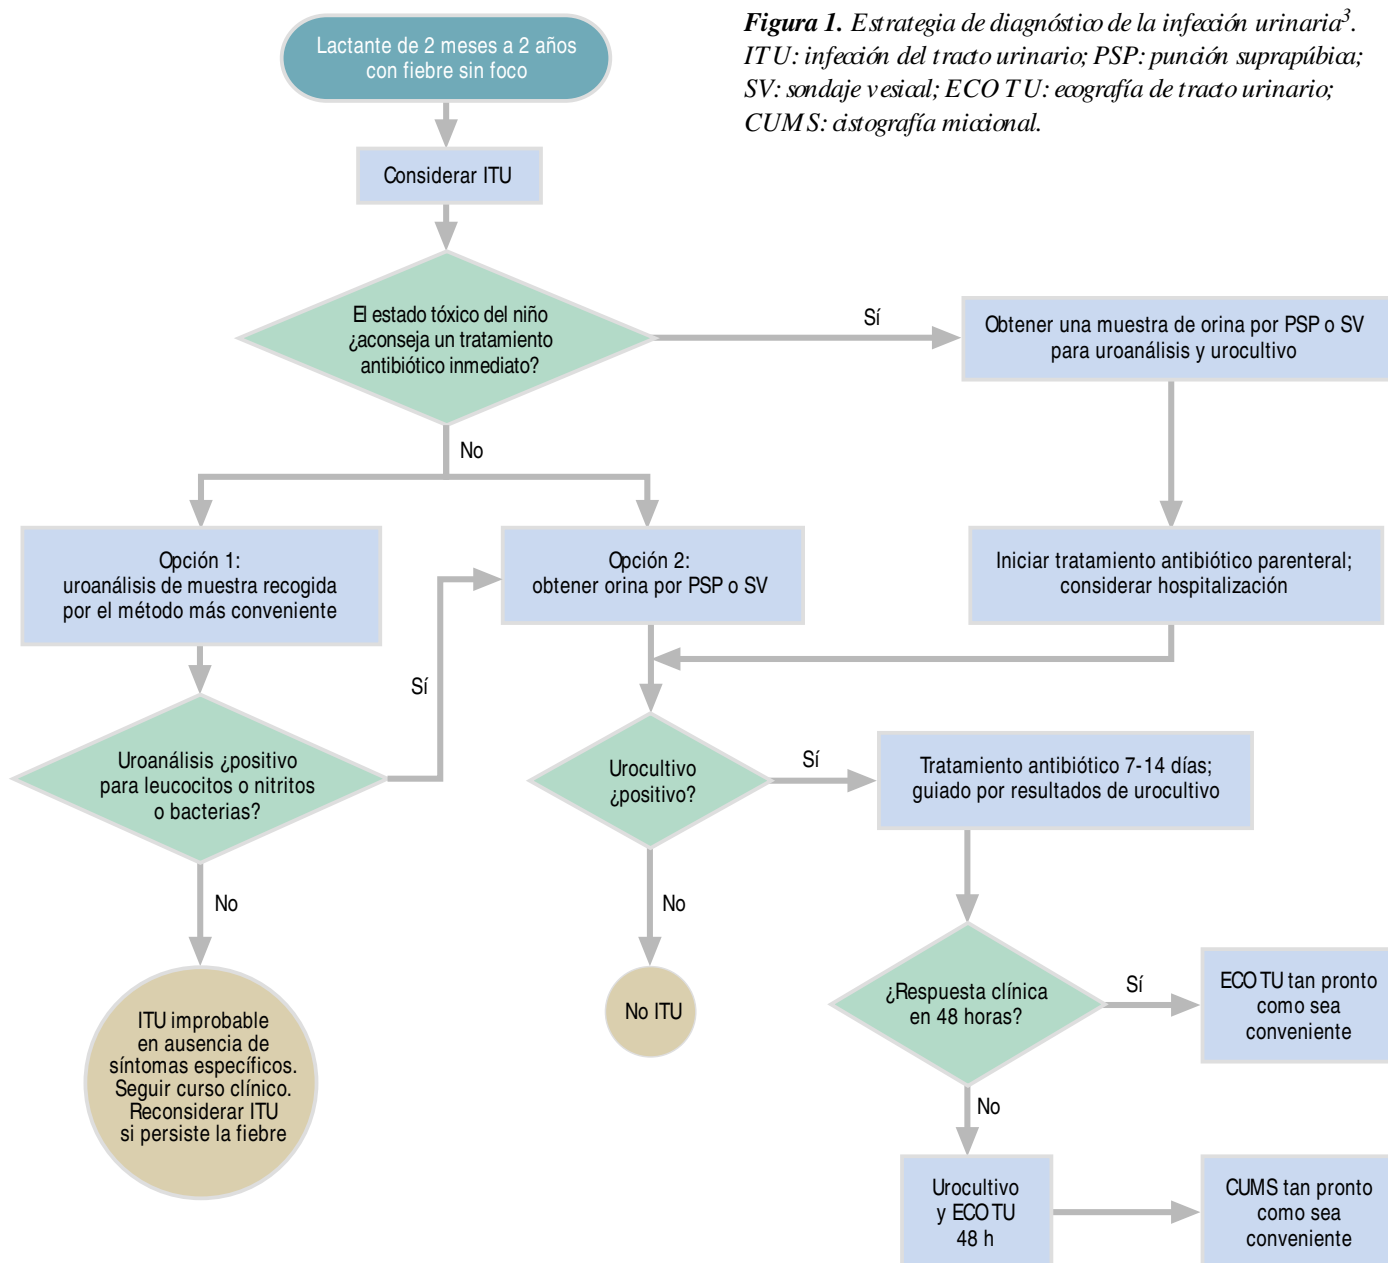 Lactante de 2 meses a 2 años
con fiebre sin foco
Figura 1. Estrategia de diagnóstico de la infección urinaria3.
ITU: infección del tracto urinario; PSP: punción suprapúbica;
SV: sondaje vesical; ECO TU: ecografía de tracto urinario;
CUMS: cistografía miccional.
Considerar ITU
El estado tóxico del niño
¿aconseja un tratamiento
antibiótico inmediato?
Sí
Obtener una muestra de orina por PSP o SV
para uroanálisis y urocultivo
No
Opción 1:
uroanálisis de muestra recogida
por el método más conveniente
Opción 2:
obtener orina por PSP o SV
Iniciar tratamiento antibiótico parenteral;
considerar hospitalización
Sí
Uroanálisis ¿positivo
para leucocitos o nitritos
o bacterias?
Urocultivo
¿positivo?
Sí
Tratamiento antibiótico 7-14 días;
guiado por resultados de urocultivo
No
No
ITU improbable
en ausencia de
síntomas específicos.
Seguir curso clínico.
Reconsiderar ITU
si persiste la fiebre
No ITU
¿Respuesta clínica
en 48 horas?
Sí
ECO TU tan pronto
como sea
conveniente
No
Urocultivo
y ECO TU
48 h
CUMS tan pronto
como sea
conveniente